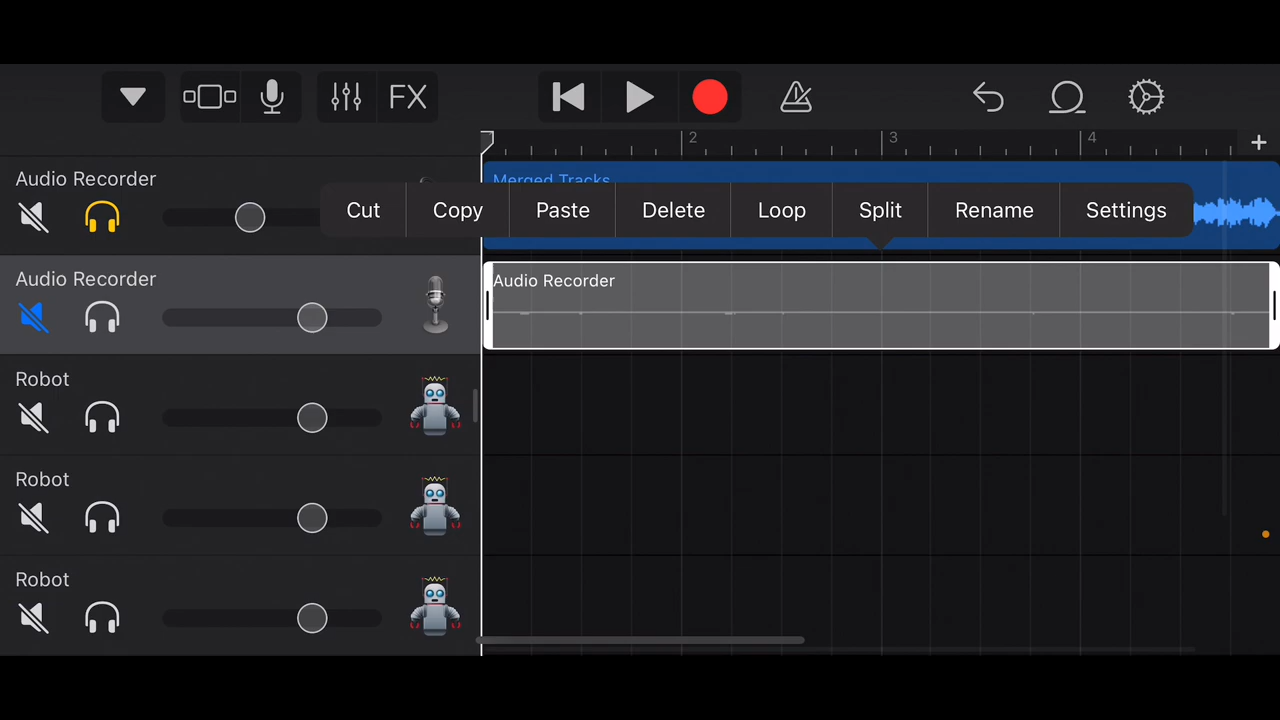 FX
2 3 4
+
Audio Recorder
Merged Tracks
Cut Copy Paste Delete Loop Split Rename Settings
Audio Recorder
Audio Recorder
Robot
Robot
Robot